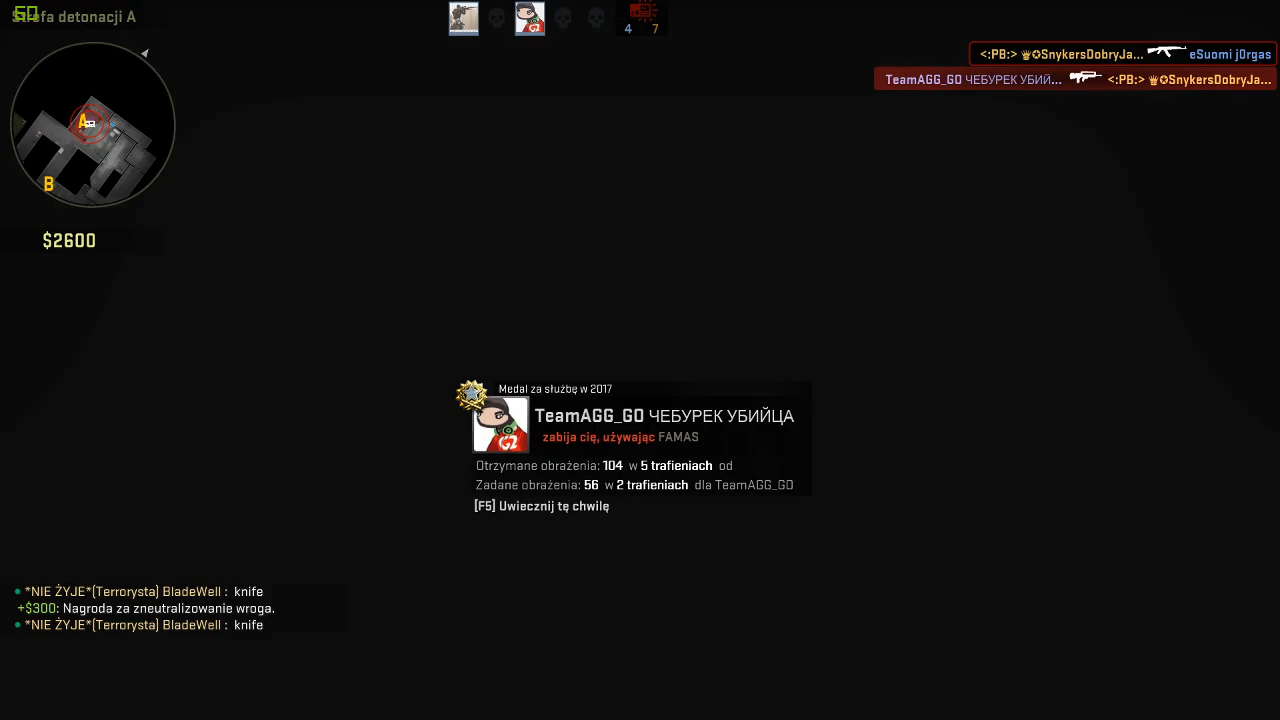 60
Strefa detonacji A
4 7
<:PB:> ♛✪SnykersDobryJa... eSuomi j0rgas
TeamAGG_GO ЧЕБУРЕК УБИЙ... <:PB:> ♛✪SnykersDobryJa...
A
B
$2600
Medal za służbę w 2017
TeamAGG_GO ЧЕБУРЕК УБИЙЦА
zabija cię, używając FAMAS
G2
Otrzymane obrażenia: 104 w 5 trafieniach od
Zadane obrażenia: 56 w 2 trafieniach dla TeamAGG_GO
[F5] Uwiecznij tę chwilę
*NIE ŻYJE*(Terrorysta) BladeWell : knife
+$300: Nagroda za zneutralizowanie wroga.
*NIE ŻYJE*(Terrorysta) BladeWell : knife